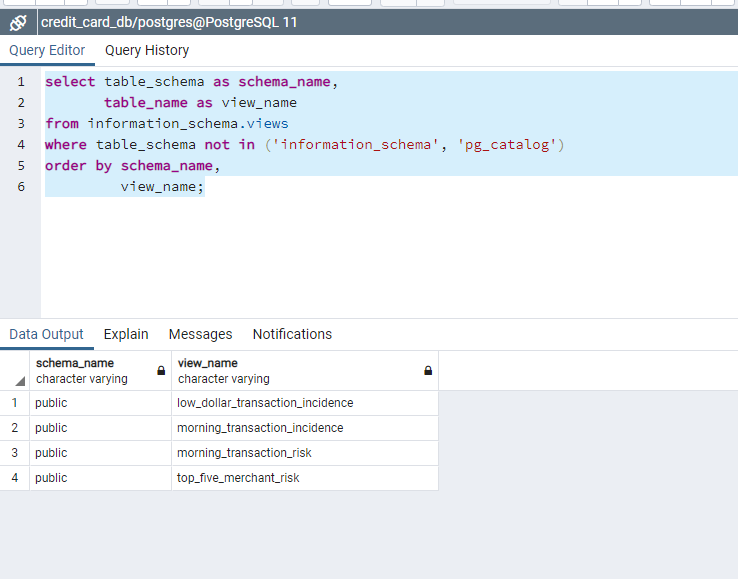 credit_card_db/postgres@PostgreSQL 11
Query Editor Query History
1 select table_schema as schema_name,
2 table_name as view_name
3 from information_schema.views
4 where table_schema not in ('information_schema', 'pg_catalog')
5 order by schema_name,
6 view_name;
Data Output Explain Messages Notifications
schema_name view_name
character varying character varying
1 public low_dollar_transaction_incidence
2 public morning_transaction_incidence
3 public morning_transaction_risk
4 public top_five_merchant_risk